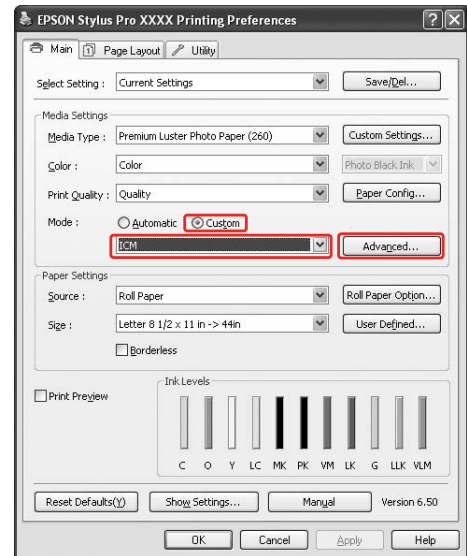 EPSON Stylus Pro XXXX Printing Preferences
Main Page Layout Utility
Select Setting : Current Settings Save/Del...
Media Settings
Media Type : Premium Luster Photo Paper (260) Custom Settings...
Color : Color Photo Black Ink
Print Quality : Quality Paper Config...
Mode : Automatic Custom
ICM Advanced...
Paper Settings
Source : Roll Paper Roll Paper Option...
Size : Letter 8 1/2 x 11 in -> 44in User Defined...
Borderless
Print Preview
Ink Levels
C O Y LC MK PK VM LK G LLK VLM
Reset Defaults(Y) Show Settings... Manual Version 6.50
OK Cancel Apply Help